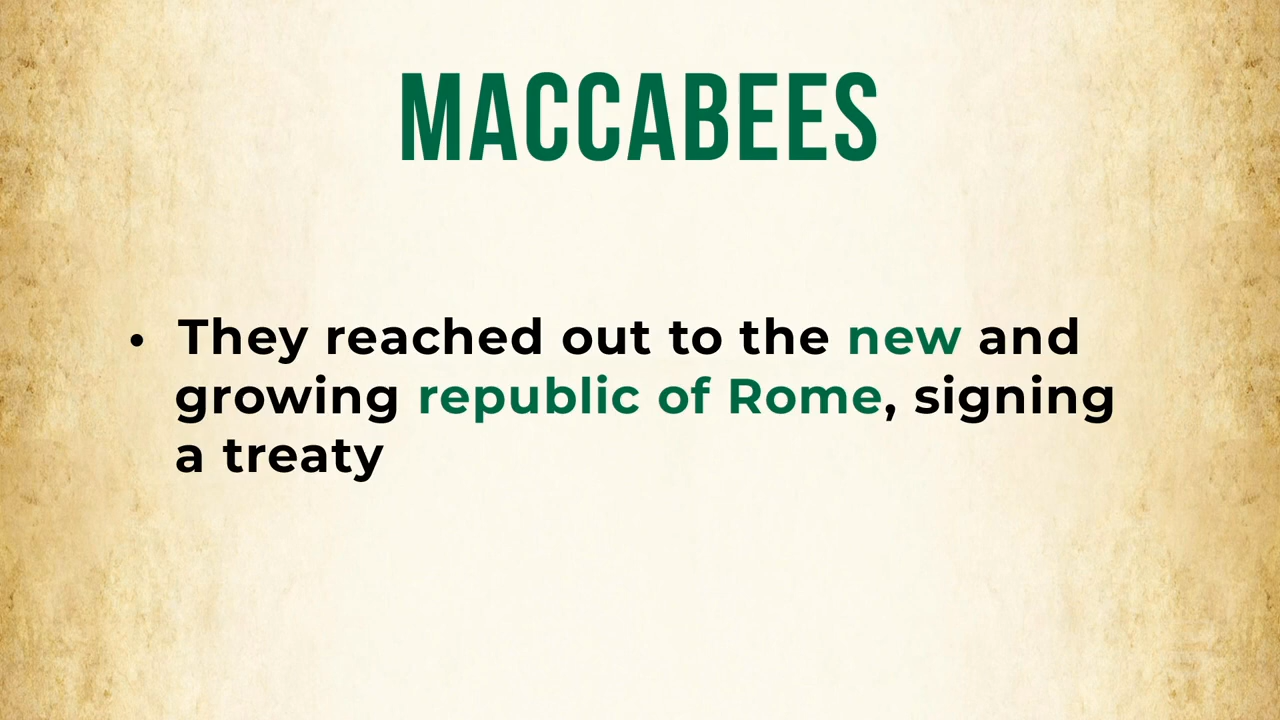 MACCABEES
• They reached out to the new and
growing republic of Rome, signing
a treaty